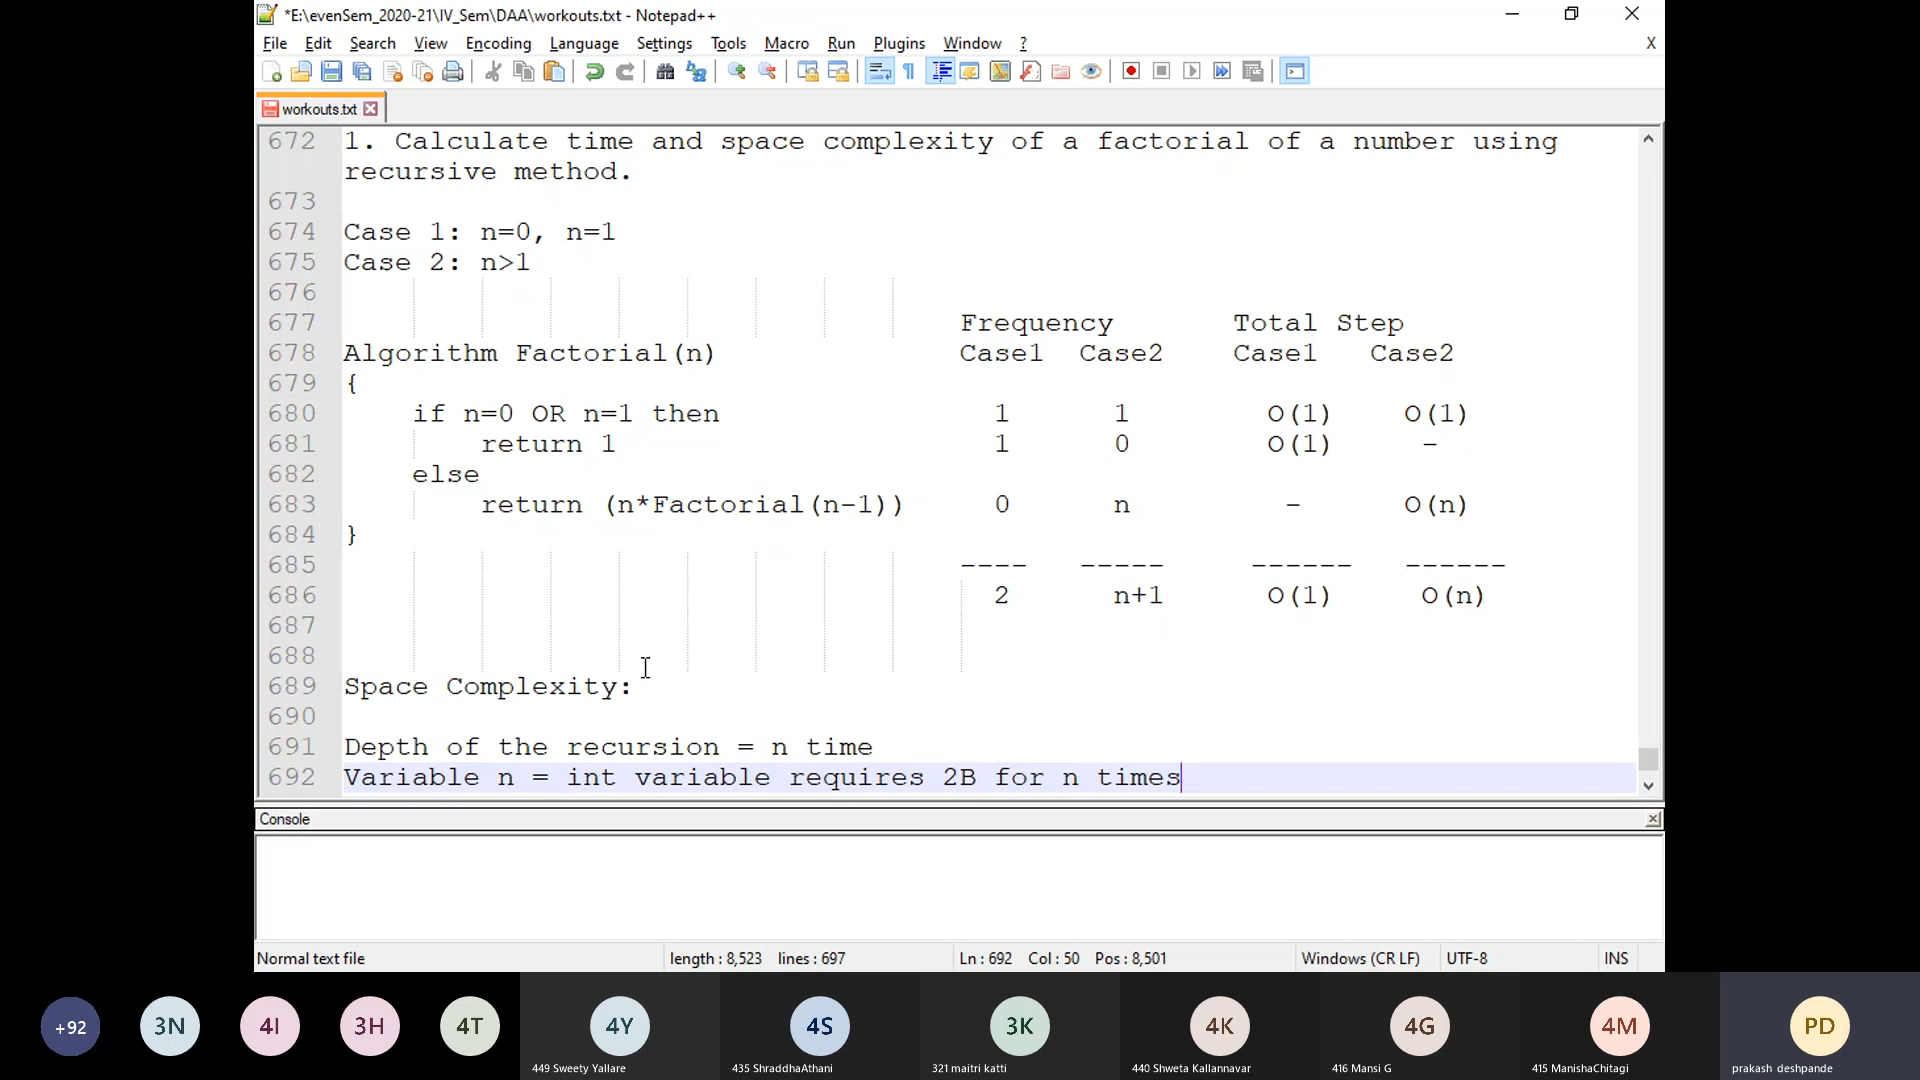 *E:\evenSem_2020-21\IV_Sem\DAA\workouts.txt - Notepad++
File Edit Search View Encoding Language Settings Tools Macro Run Plugins Window ? X
workouts.txt
672 1. Calculate time and space complexity of a factorial of a number using
recursive method.
673
674 Case 1: n=0, n=1
675 Case 2: n>1
676
677 Frequency Total Step
678 Algorithm Factorial(n) Case1 Case2 Case1 Case2
679 {
680 if n=0 OR n=1 then 1 1 O(1) O(1)
681 return 1 1 0 O(1) -
682 else
683 return (n*Factorial(n-1)) 0 n - O(n)
684 }
685 ---- ----- ------ ------
686 2 n+1 O(1) O(n)
687
688
689 Space Complexity:
690
691 Depth of the recursion = n time
692 Variable n = int variable requires 2B for n times
Console
Normal text file length : 8,523 lines : 697 Ln : 692 Col : 50 Pos : 8,501 Windows (CR LF) UTF-8 INS
+92 3N 4I 3H 4T 4Y 4S 3K 4K 4G 4M PD
449 Sweety Yallare 435 ShraddhaAthani 321 maitri katti 440 Shweta Kallannavar 416 Mansi G 415 ManishaChitagi prakash deshpande